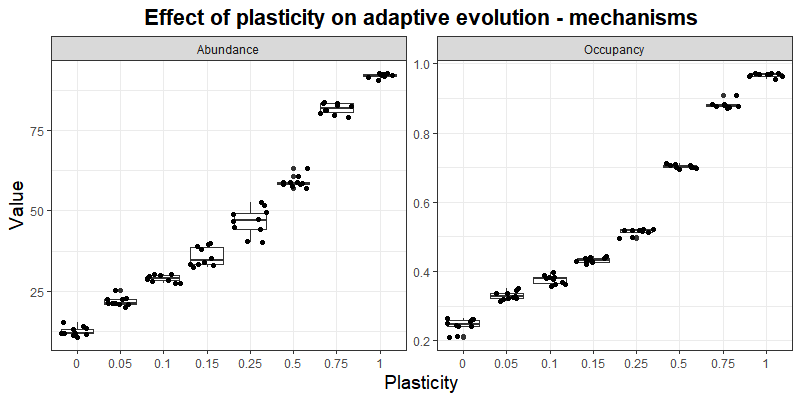 Effect of plasticity on adaptive evolution - mechanisms
Abundance
Occupancy
Value
75
50
25
1.0
0.8
0.6
0.4
0.2
0 0.05 0.1 0.15 0.25 0.5 0.75 1
0 0.05 0.1 0.15 0.25 0.5 0.75 1
Plasticity